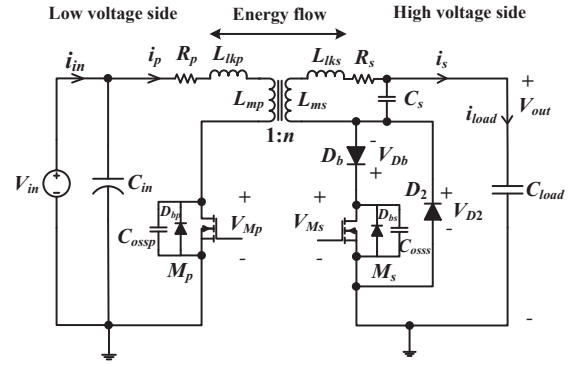 Low voltage side
Energy flow
High voltage side
i_in
i_p
R_p
L_lkp
L_lks
R_s
i_s
L_mp
L_ms
C_s
1:n
+
V_out
-
i_load
V_in
C_in
D_b
-
V_Db
+
D_2
+
V_D2
-
C_load
D_bp
C_ossp
M_p
+
V_Mp
-
+
V_Ms
-
D_bs
C_osss
M_s